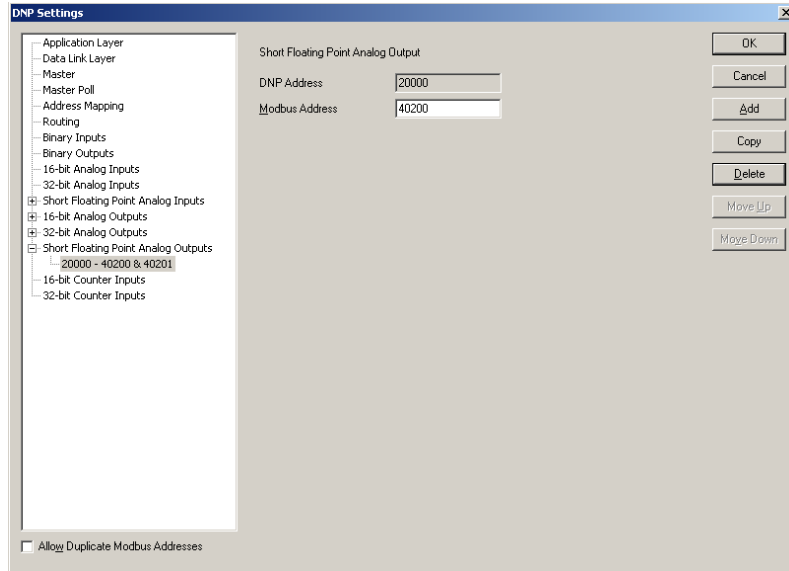 DNP Settings
Application Layer
Data Link Layer
Master
Master Poll
Address Mapping
Routing
Binary Inputs
Binary Outputs
16-bit Analog Inputs
32-bit Analog Inputs
Short Floating Point Analog Inputs
16-bit Analog Outputs
32-bit Analog Outputs
Short Floating Point Analog Outputs
20000 - 40200 & 40201
16-bit Counter Inputs
32-bit Counter Inputs
Allow Duplicate Modbus Addresses
Short Floating Point Analog Output
DNP Address 20000
Modbus Address 40200
OK
Cancel
Add
Copy
Delete
Move Up
Move Down